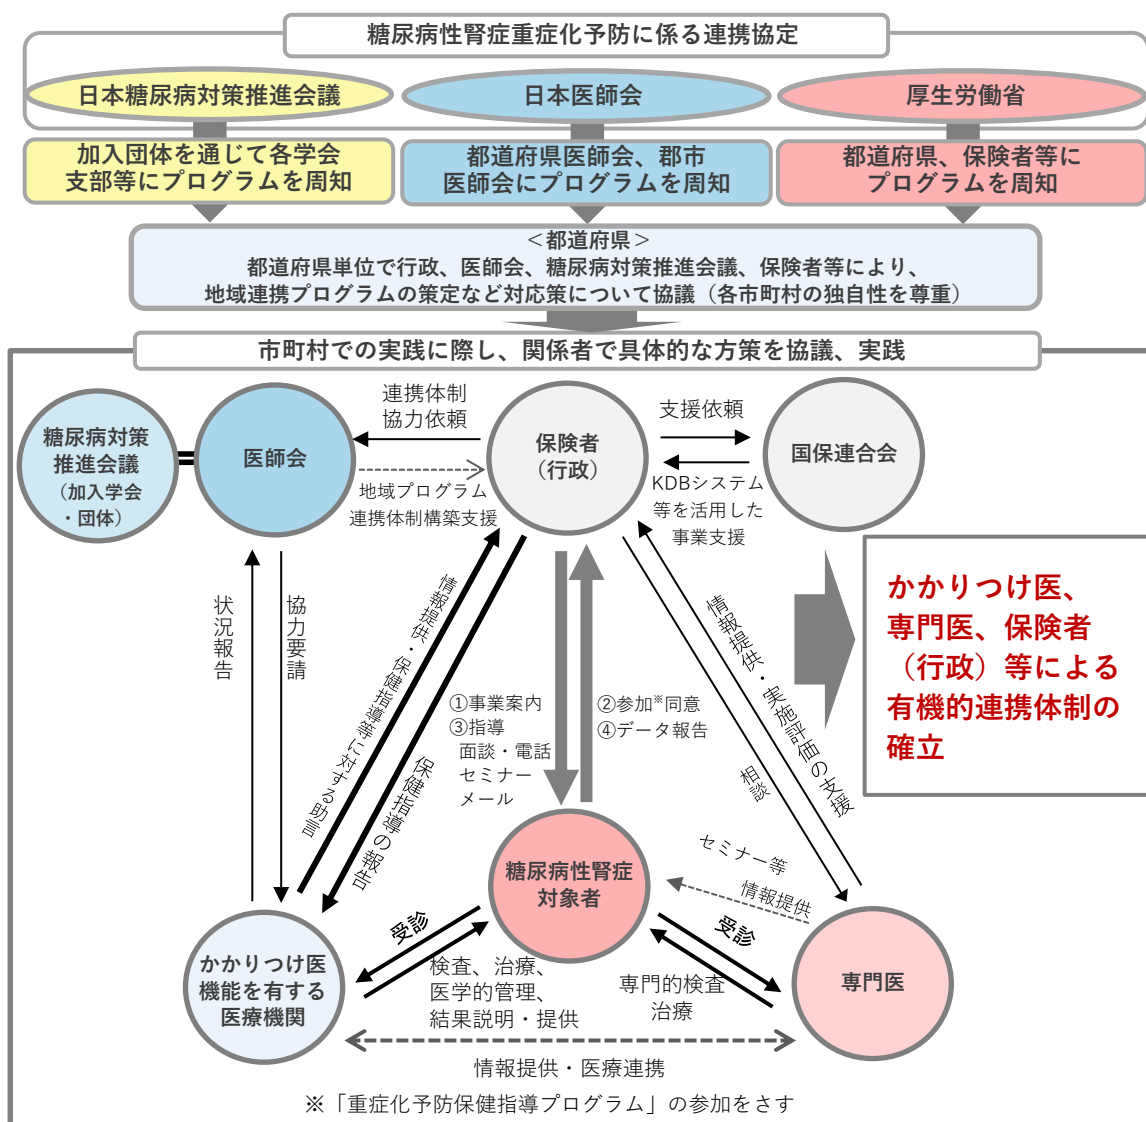 糖尿病性腎症重症化予防に係る連携協定
日本糖尿病対策推進会議
日本医師会
厚生労働省
加入団体を通じて各学会
支部等にプログラムを周知
都道府県医師会、郡市
医師会にプログラムを周知
都道府県、保険者等に
プログラムを周知
＜都道府県＞
都道府県単位で行政、医師会、糖尿病対策推進会議、保険者等により、
地域連携プログラムの策定など対応策について協議（各市町村の独自性を尊重）
市町村での実践に際し、関係者で具体的な方策を協議、実践
糖尿病対策
推進会議
（加入学会
・団体）
医師会
連携体制
協力依頼
地域プログラム
連携体制構築支援
保険者
（行政）
支援依頼
KDBシステム
等を活用した
事業支援
国保連合会
かかりつけ医、
専門医、保険者
（行政）等による
有機的連携体制の
確立
状況報告
協力要請
情報提供・保健指導等に対する助言
保健指導の報告
①事業案内
③指導
面談・電話
セミナー
メール
②参加※同意
④データ報告
情報提供・実施評価の支援
相談
糖尿病性腎症
対象者
セミナー等
情報提供
かかりつけ医
機能を有する
医療機関
受診
検査、治療、
医学的管理、
結果説明・提供
受診
専門的検査
治療
専門医
情報提供・医療連携
※「重症化予防保健指導プログラム」の参加をさす